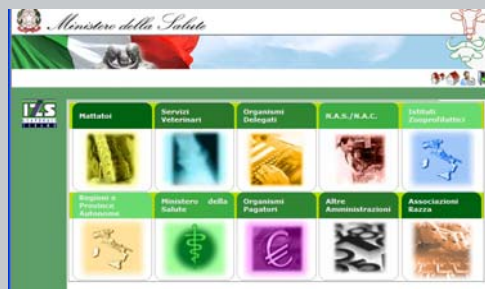 Ministero della Salute
IZS
Mattatoi
Servizi
Veterinari
Organismi
Delegati
N.A.S./N.A.C.
Istituti
Zooprofilattici
Regioni e
Province
Autonome
Ministero della
Salute
Organismi
Pagatori
Altre
Amministrazioni
Associazioni
Razza